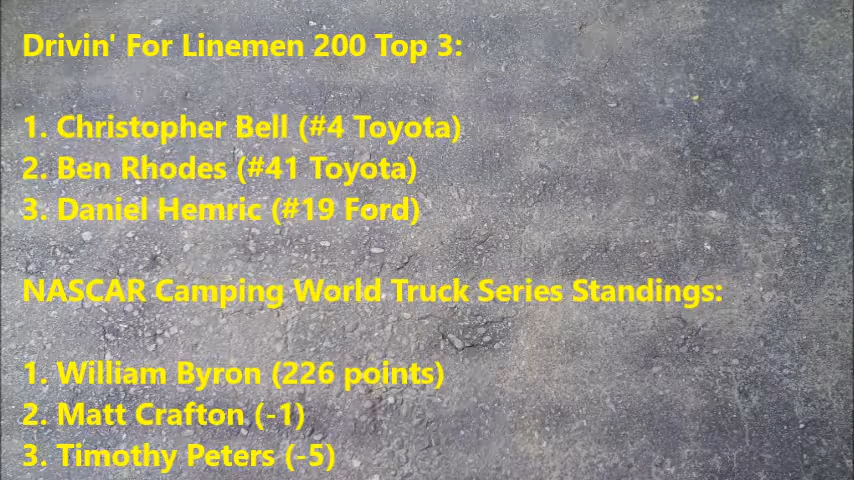 Drivin' For Linemen 200 Top 3:
1. Christopher Bell (#4 Toyota)
2. Ben Rhodes (#41 Toyota)
3. Daniel Hemric (#19 Ford)
NASCAR Camping World Truck Series Standings:
1. William Byron (226 points)
2. Matt Crafton (-1)
3. Timothy Peters (-5)